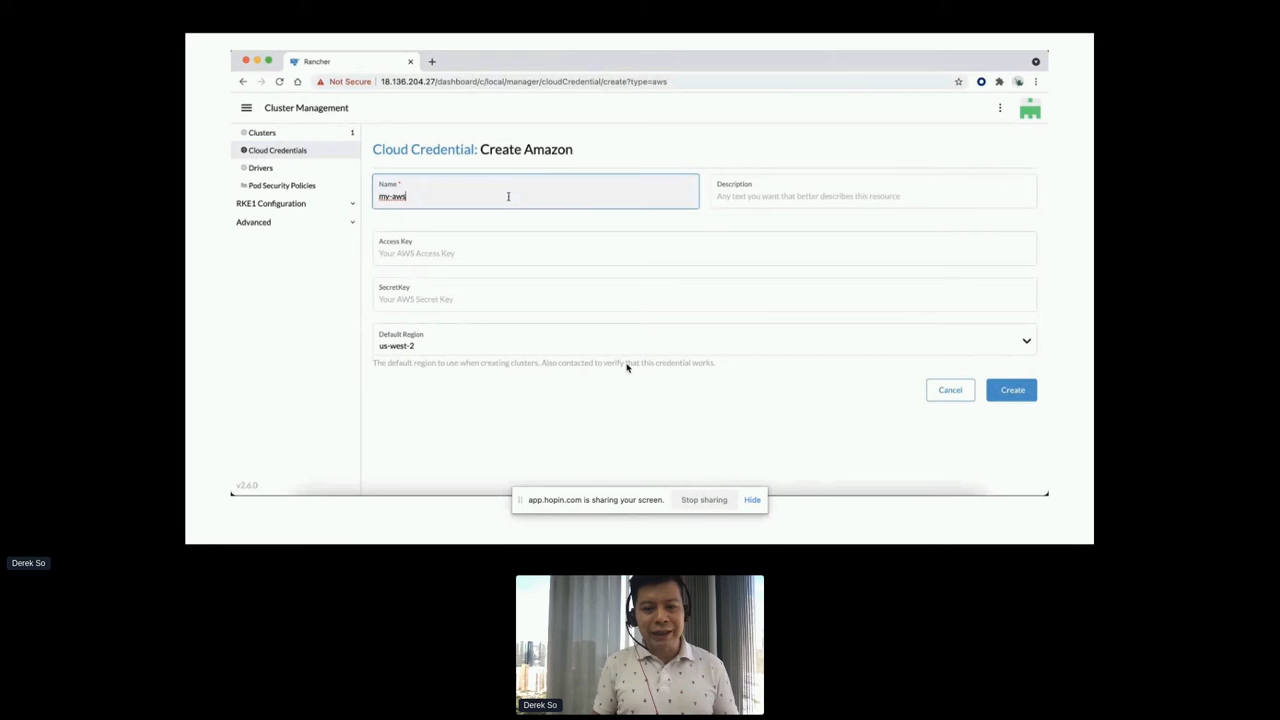 Rancher
Not Secure 18.136.204.27/dashboard/c/local/manager/cloudCredential/create?type=aws
Cluster Management
Clusters 1
Cloud Credentials
Drivers
Pod Security Policies
RKE1 Configuration
Advanced
Cloud Credential: Create Amazon
Name *
my-aws
Description
Any text you want that better describes this resource
Access Key
Your AWS Access Key
SecretKey
Your AWS Secret Key
Default Region
us-west-2
The default region to use when creating clusters. Also contacted to verify that this credential works.
Cancel
Create
v2.6.0
app.hopin.com is sharing your screen. Stop sharing Hide
Derek So
Derek So